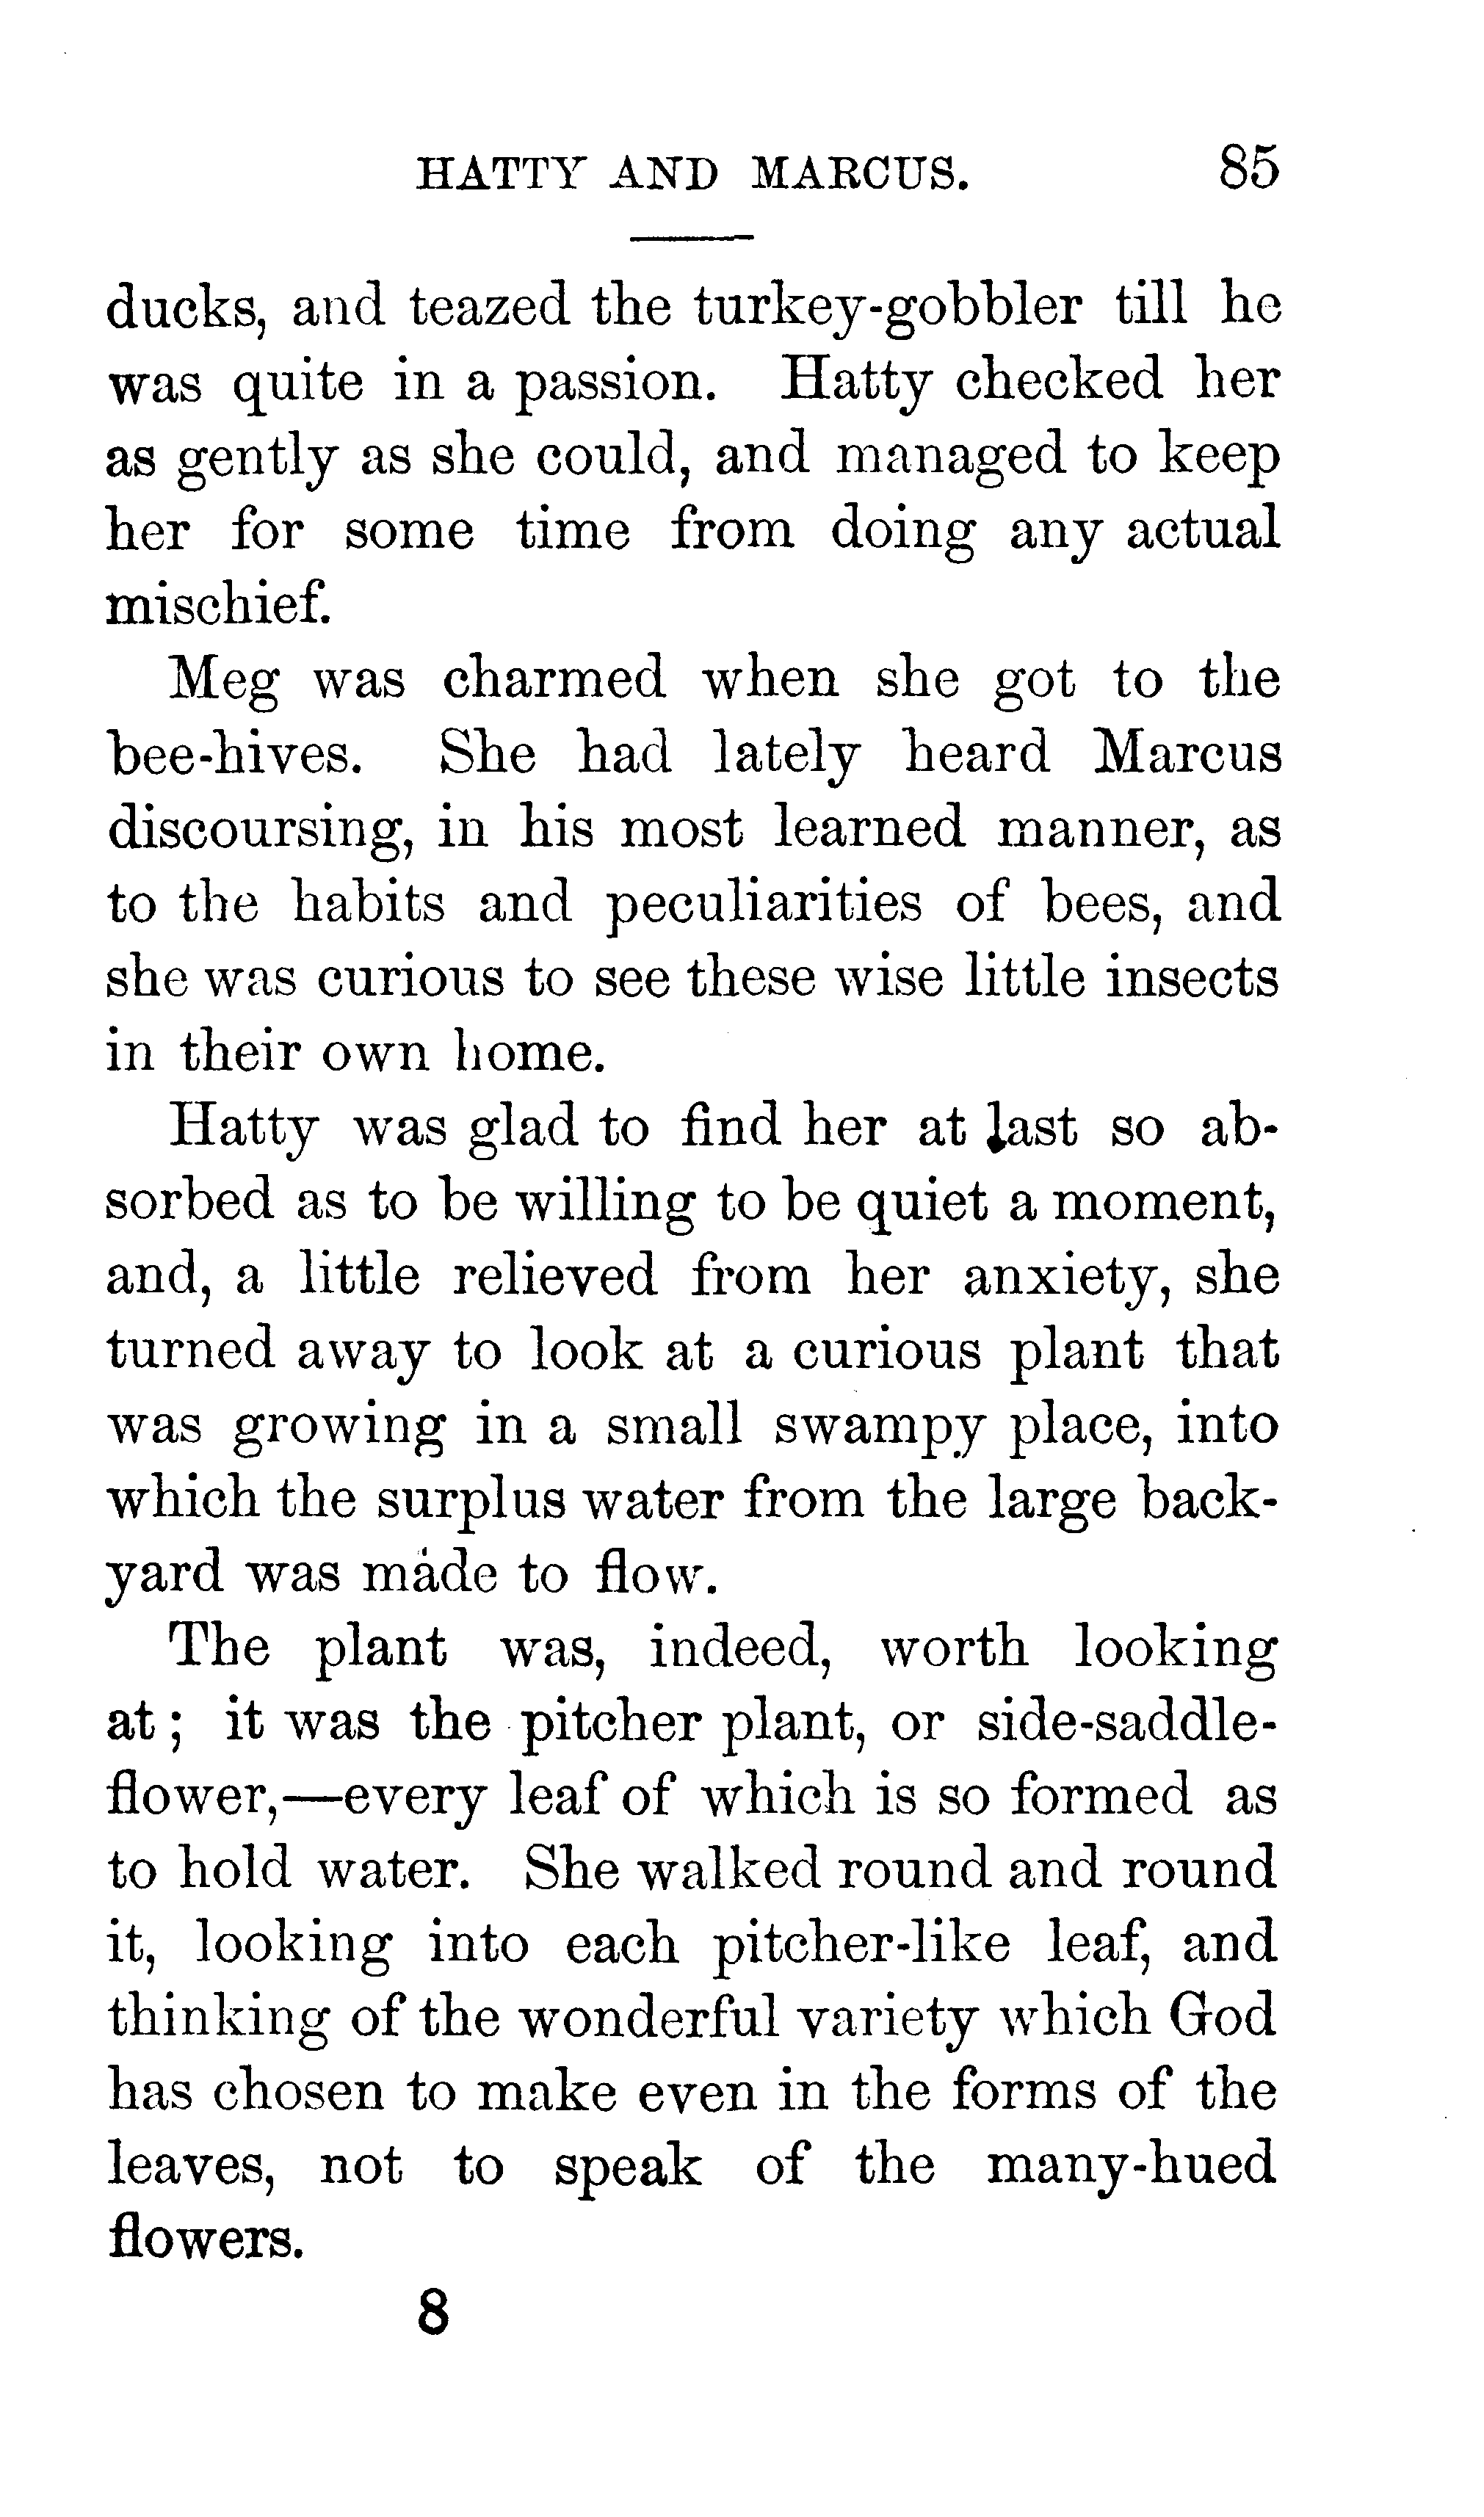 HATTY AND MARCUS. 85
ducks, and teazed the turkey-gobbler till he
was quite in a passion. Hatty checked her
as gently as she could, and managed to keep
her for some time from doing any actual
mischief.
Meg was charmed when she got to the
bee-hives. She had lately heard Marcus
discoursing, in his most learned manner, as
to the habits and peculiarities of bees, and
she was curious to see these wise little insects
in their own home.
Hatty was glad to find her at last so ab-
sorbed as to be willing to be quiet a moment,
and, a little relieved from her anxiety, she
turned away to look at a curious plant that
was growing in a small swampy place, into
which the surplus water from the large back-
yard was made to flow.
The plant was, indeed, worth looking
at; it was the pitcher plant, or side-saddle-
flower,—every leaf of which is so formed as
to hold water. She walked round and round
it, looking into each pitcher-like leaf, and
thinking of the wonderful variety which God
has chosen to make even in the forms of the
leaves, not to speak of the many-hued
flowers.
8